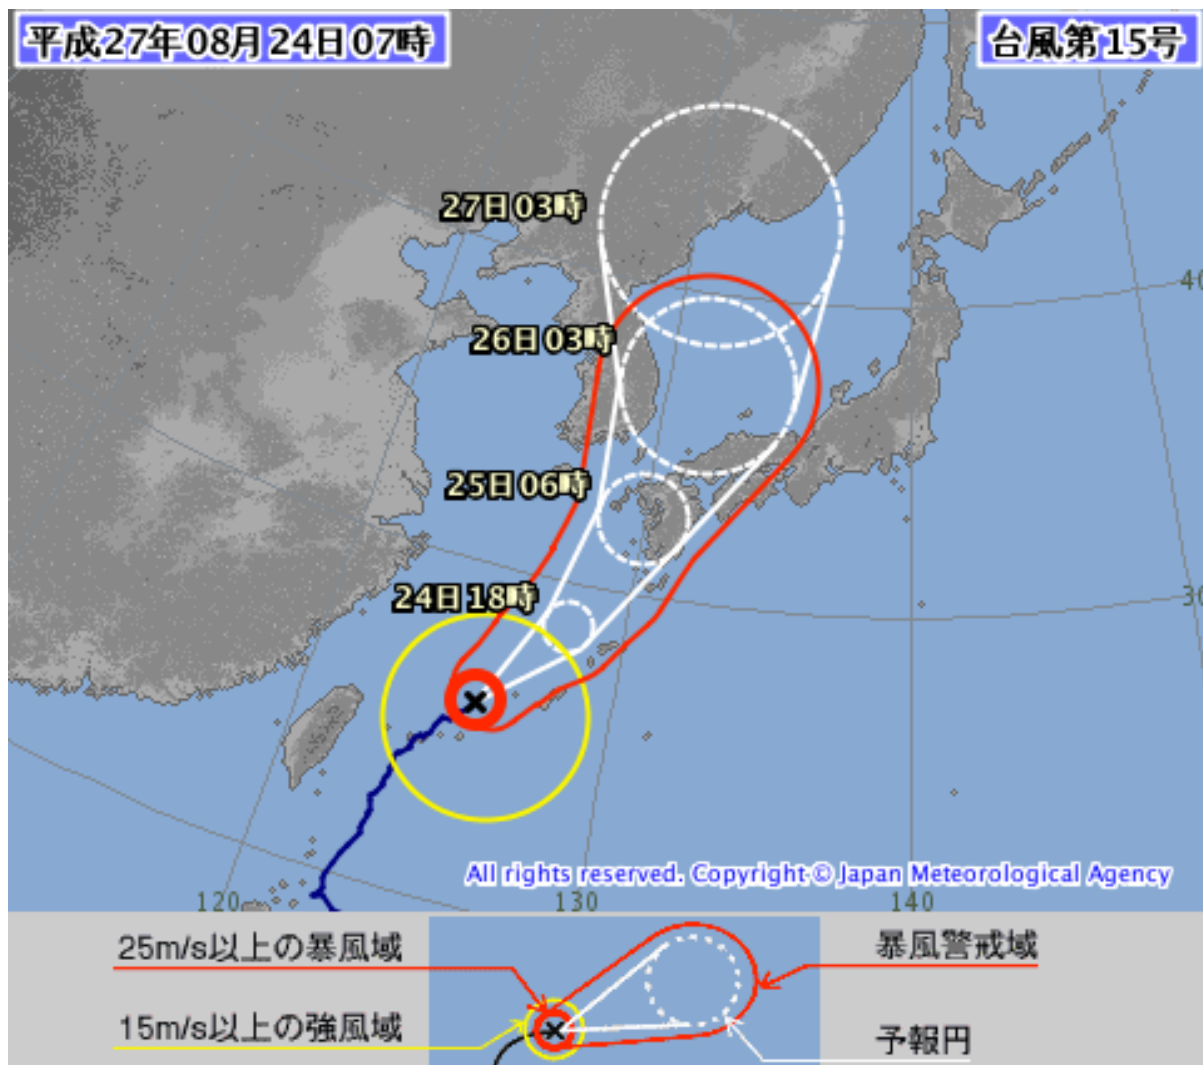 平成27年08月24日07時
台風第15号
27日03時
40
26日03時
25日06時
24日18時
30
All rights reserved. Copyright © Japan Meteorological Agency
120
130
140
25m/s以上の暴風域
暴風警戒域
15m/s以上の強風域
予報円